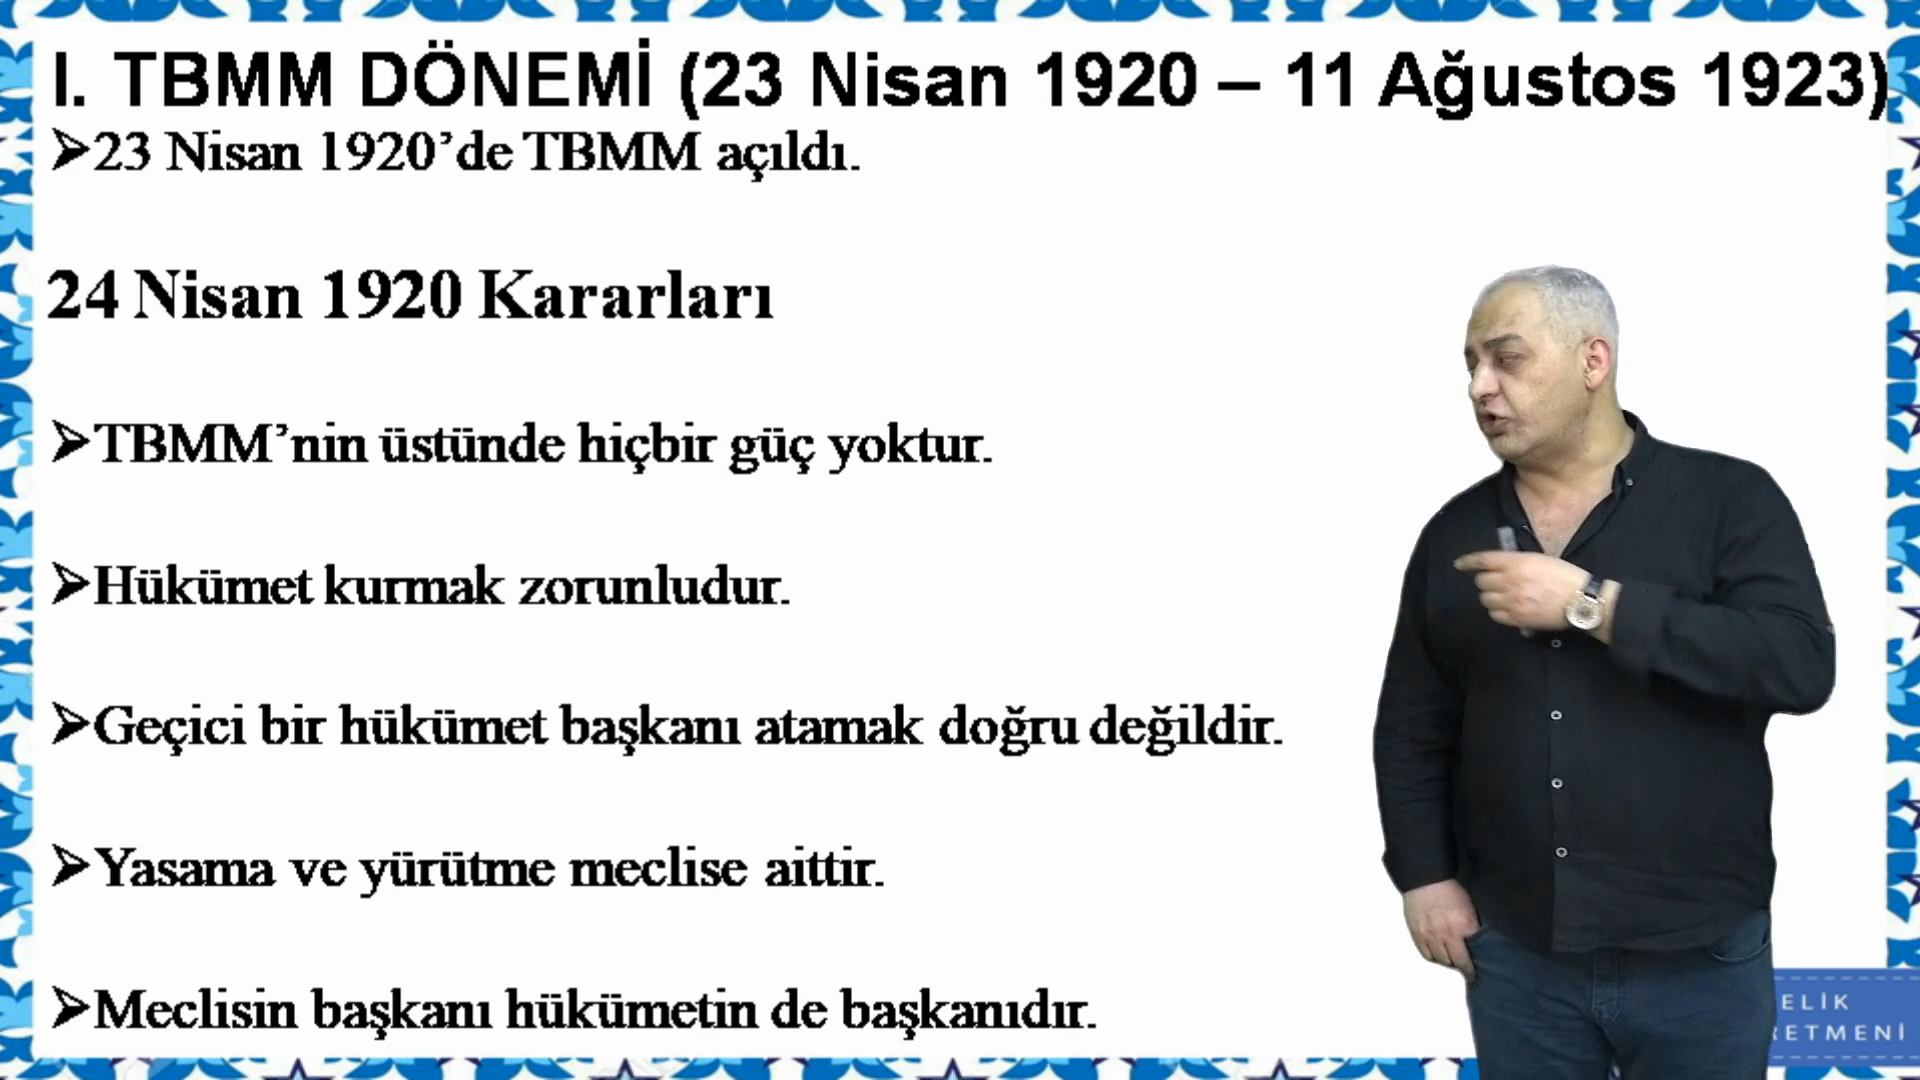 I. TBMM DÖNEMİ (23 Nisan 1920 – 11 Ağustos 1923)
➢23 Nisan 1920’de TBMM açıldı.
24 Nisan 1920 Kararları
➢TBMM’nin üstünde hiçbir güç yoktur.
➢Hükümet kurmak zorunludur.
➢Geçici bir hükümet başkanı atamak doğru değildir.
➢Yasama ve yürütme meclise aittir.
➢Meclisin başkanı hükümetin de başkanıdır.